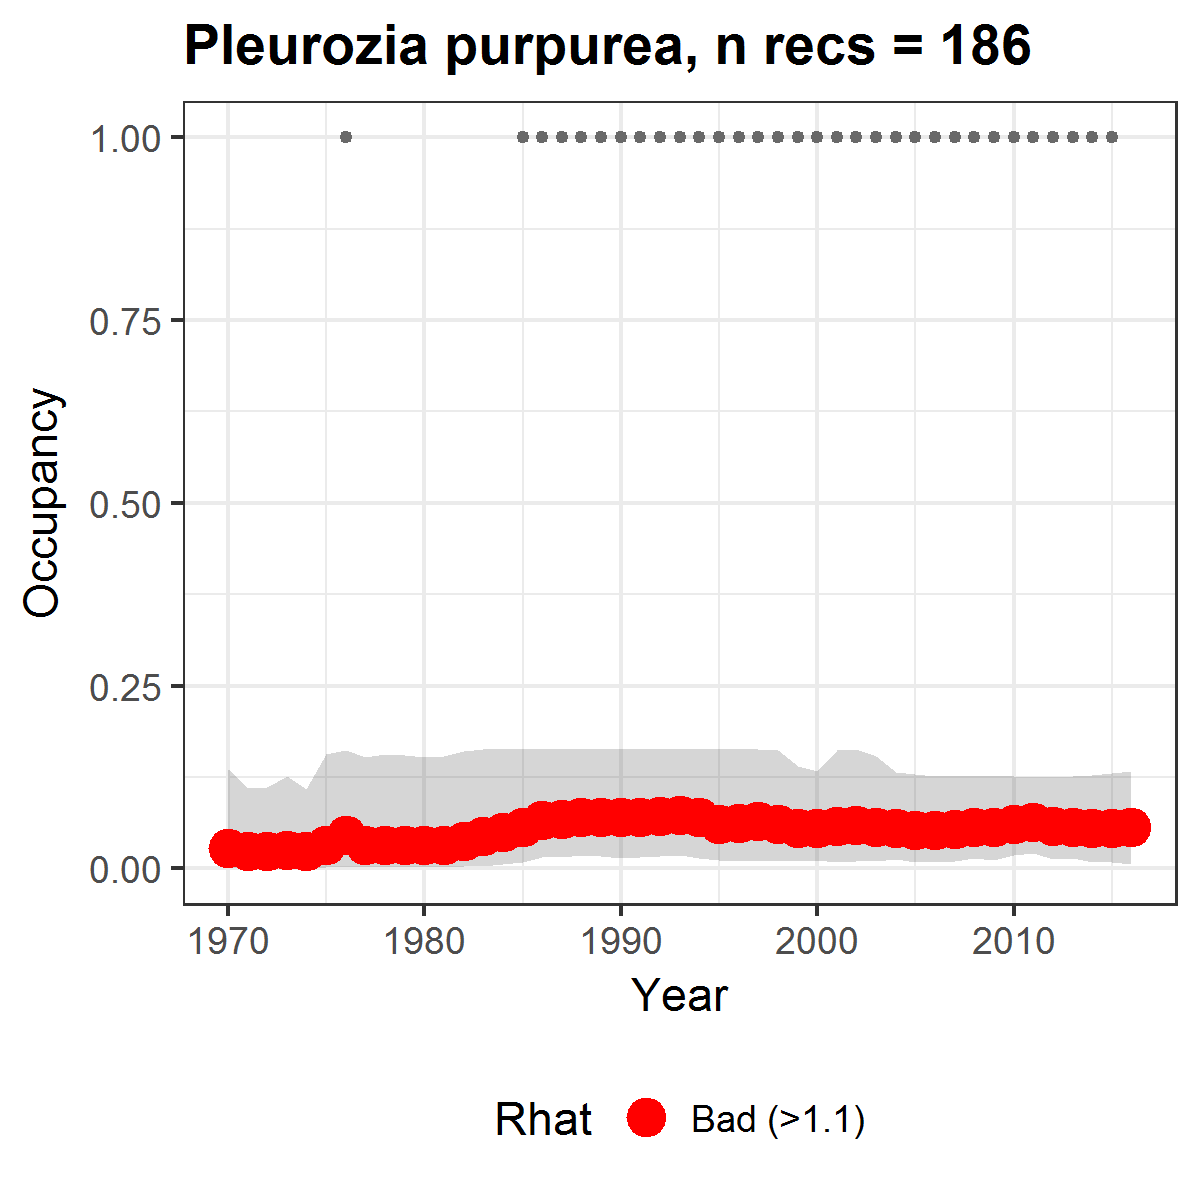 Pleurozia purpurea, n recs = 186
1.00
0.75
0.50
0.25
0.00
Occupancy
1970 1980 1990 2000 2010
Year
Rhat Bad (>1.1)